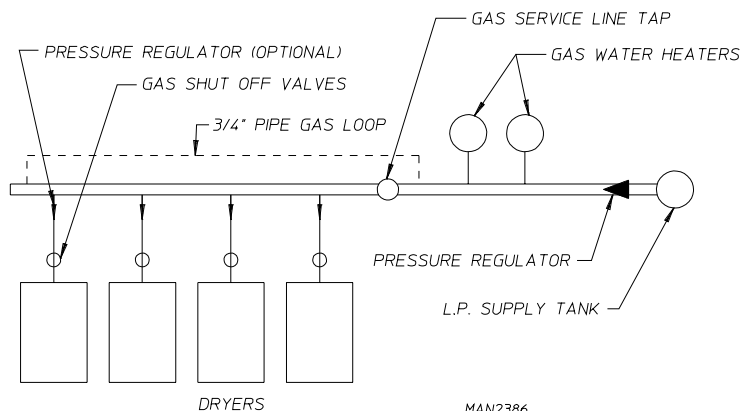 GAS SERVICE LINE TAP
PRESSURE REGULATOR (OPTIONAL)
GAS WATER HEATERS
GAS SHUT OFF VALVES
3/4" PIPE GAS LOOP
PRESSURE REGULATOR
L.P. SUPPLY TANK
DRYERS
MAN2386